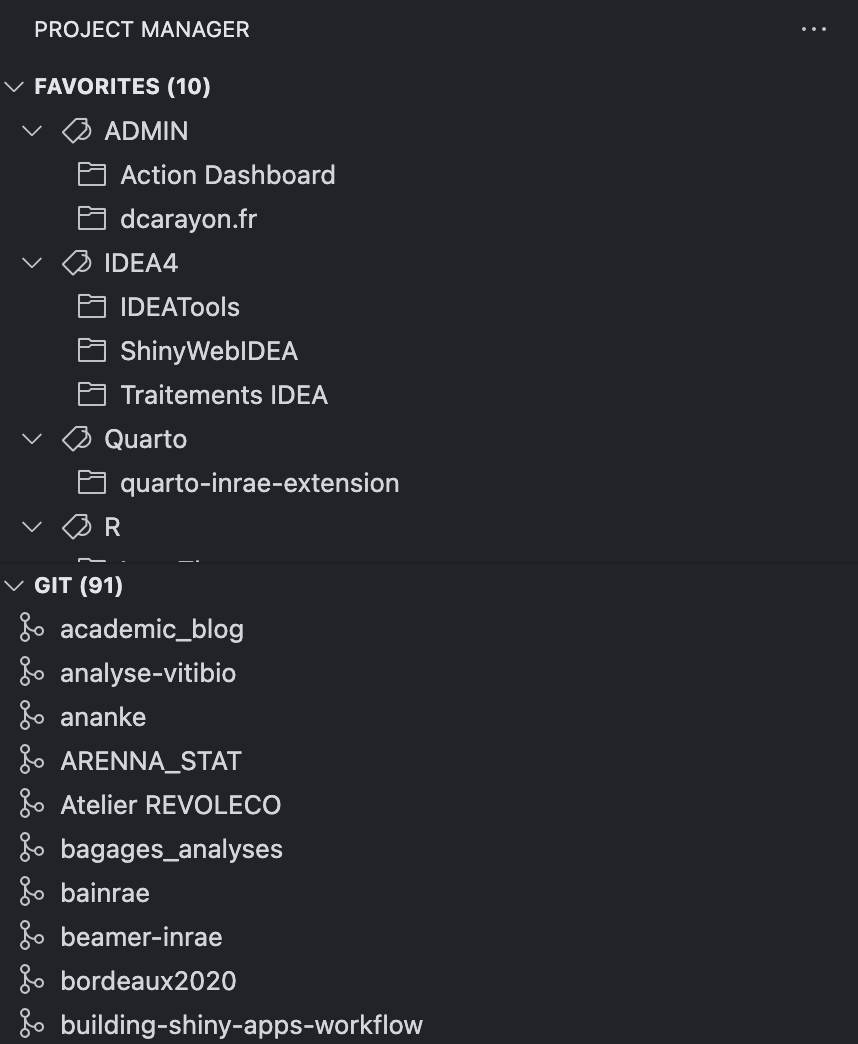 PROJECT MANAGER
FAVORITES (10)
ADMIN
Action Dashboard
dcarayon.fr
IDEA4
IDEATools
ShinyWebIDEA
Traitements IDEA
Quarto
quarto-inrae-extension
R
GIT (91)
academic_blog
analyse-vitibio
ananke
ARENNA_STAT
Atelier REVOLECO
bagages_analyses
bainrae
beamer-inrae
bordeaux2020
building-shiny-apps-workflow